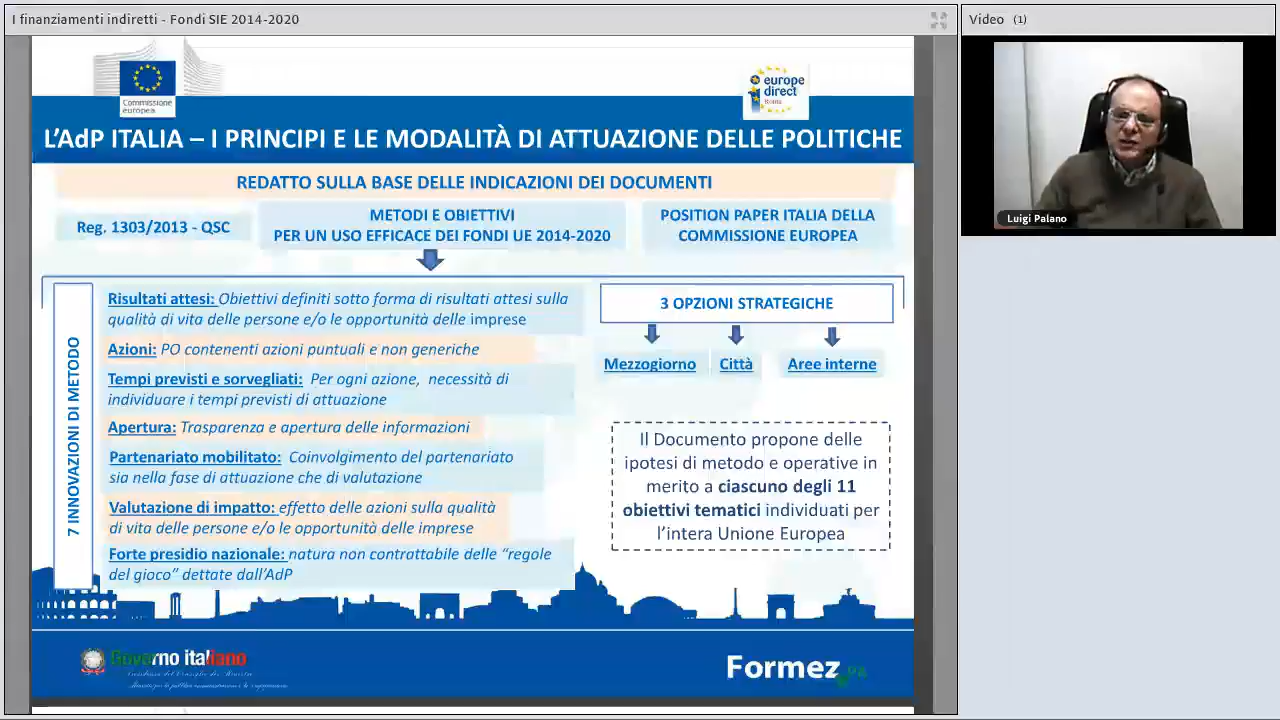 I finanziamenti indiretti - Fondi SIE 2014-2020
Video (1)
Commissione
europea
europe
direct
Roma
L'AdP ITALIA – I PRINCIPI E LE MODALITÀ DI ATTUAZIONE DELLE POLITICHE
REDATTO SULLA BASE DELLE INDICAZIONI DEI DOCUMENTI
Reg. 1303/2013 - QSC
METODI E OBIETTIVI
PER UN USO EFFICACE DEI FONDI UE 2014-2020
POSITION PAPER ITALIA DELLA
COMMISSIONE EUROPEA
Luigi Palano
7 INNOVAZIONI DI METODO
Risultati attesi: Obiettivi definiti sotto forma di risultati attesi sulla
qualità di vita delle persone e/o le opportunità delle imprese
Azioni: PO contenenti azioni puntuali e non generiche
Tempi previsti e sorvegliati: Per ogni azione, necessità di
individuare i tempi previsti di attuazione
Apertura: Trasparenza e apertura delle informazioni
Partenariato mobilitato: Coinvolgimento del partenariato
sia nella fase di attuazione che di valutazione
Valutazione di impatto: effetto delle azioni sulla qualità
di vita delle persone e/o le opportunità delle imprese
Forte presidio nazionale: natura non contrattabile delle “regole
del gioco” dettate dall'AdP
3 OPZIONI STRATEGICHE
Mezzogiorno
Città
Aree interne
Il Documento propone delle
ipotesi di metodo e operative in
merito a ciascuno degli 11
obiettivi tematici individuati per
l'intera Unione Europea
Governo italiano
Formez PA